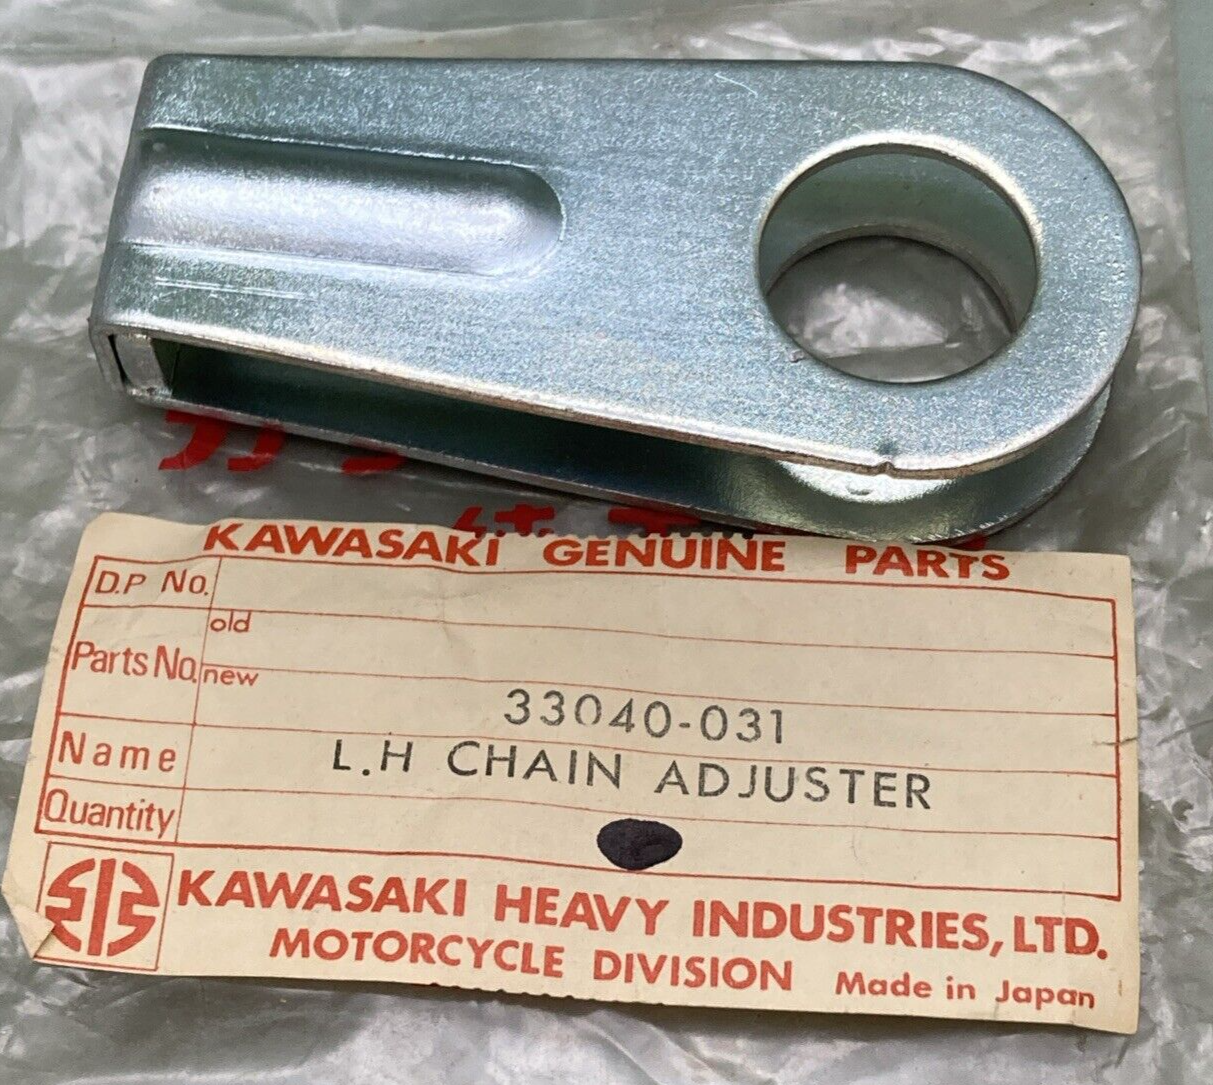 KAWASAKI GENUINE PARTS
D.P No.
old
Parts No.
new
33040-031
Name
L.H CHAIN ADJUSTER
Quantity
KAWASAKI HEAVY INDUSTRIES, LTD.
MOTORCYCLE DIVISION Made in Japan